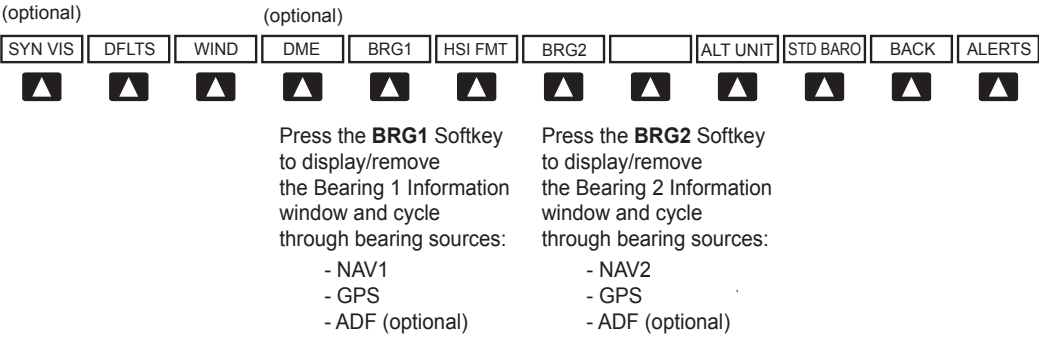 (optional) (optional)
SYN VIS DFLTS WIND DME BRG1 HSI FMT BRG2 ALT UNIT STD BARO BACK ALERTS
Press the BRG1 Softkey
to display/remove
the Bearing 1 Information
window and cycle
through bearing sources:
- NAV1
- GPS
- ADF (optional)
Press the BRG2 Softkey
to display/remove
the Bearing 2 Information
window and cycle
through bearing sources:
- NAV2
- GPS
- ADF (optional)